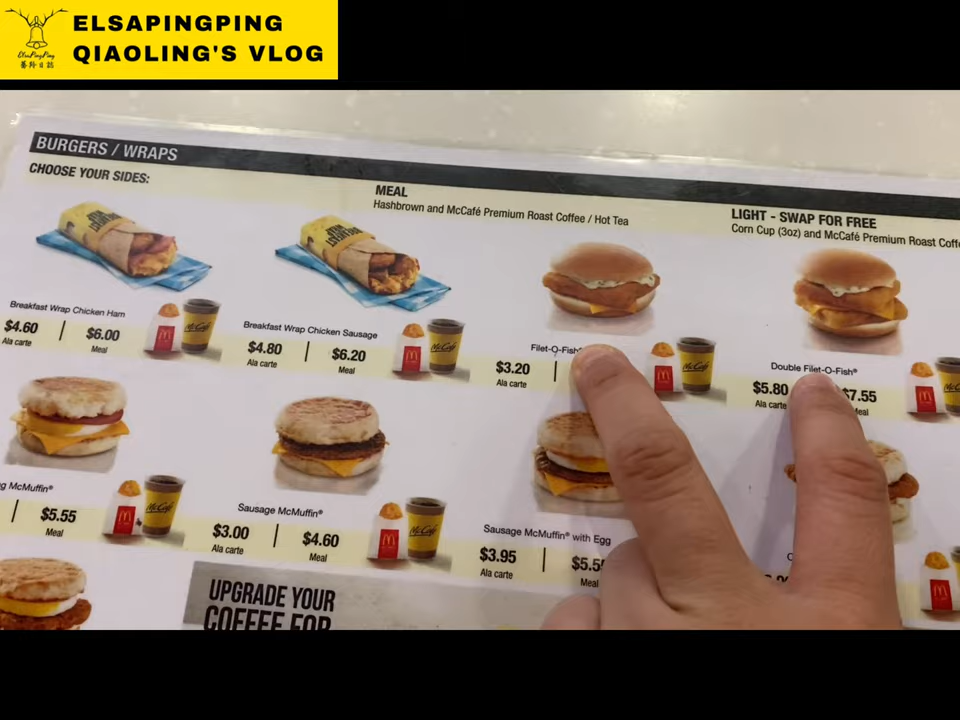 ELSAPINGPING
QIAOLING'S VLOG
ElsaPingPing
BURGERS / WRAPS
CHOOSE YOUR SIDES:
MEAL
Hashbrown and McCafé Premium Roast Coffee / Hot Tea
LIGHT - SWAP FOR FREE
Corn Cup (3oz) and McCafé Premium Roast
Breakfast Wrap Chicken Ham
$4.60 | $6.00
Ala carte Meal
Breakfast Wrap Chicken Sausage
$4.80 | $6.20
Ala carte Meal
Filet-O-Fish®
$3.20 |
Ala carte
Double Filet-O-Fish®
$5.80 $7.55
Ala carte Meal
McMuffin®
| $5.55
Meal
Sausage McMuffin®
$3.00 | $4.60
Ala carte Meal
Sausage McMuffin® with Egg
$3.95 |
Ala carte Meal
UPGRADE YOUR
COFFEE FOR